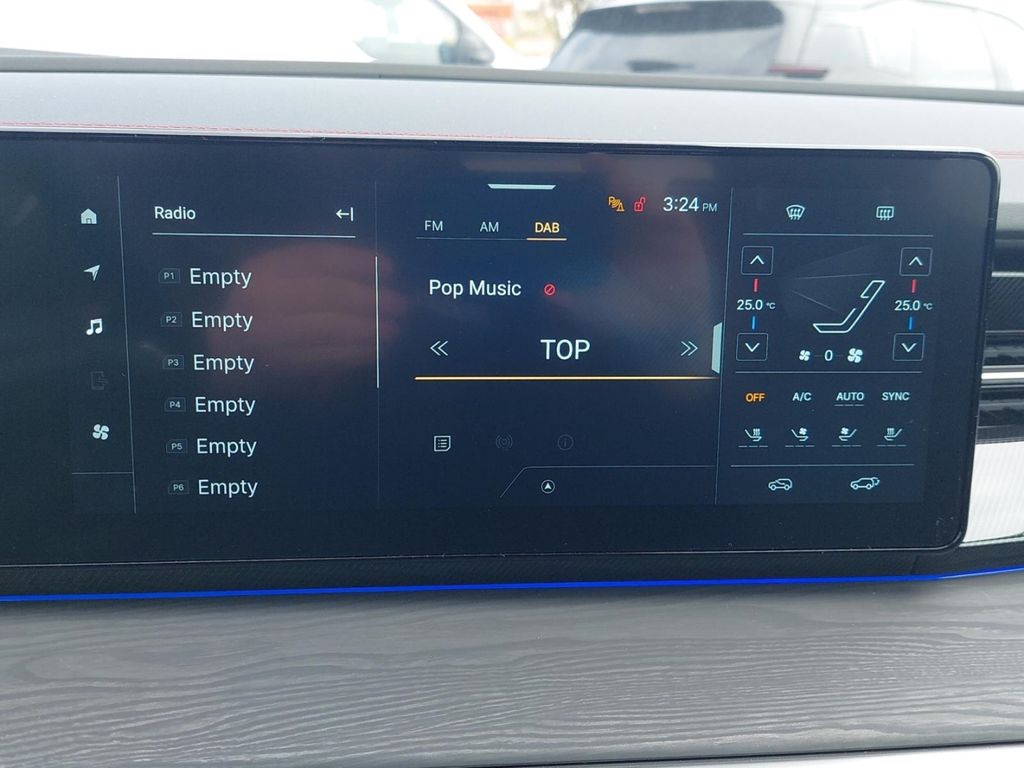 Radio
P1 Empty
P2 Empty
P3 Empty
P4 Empty
P5 Empty
P6 Empty
3:24 PM
FM AM DAB
Pop Music
TOP
25.0 °C 25.0 °C
0
OFF A/C AUTO SYNC